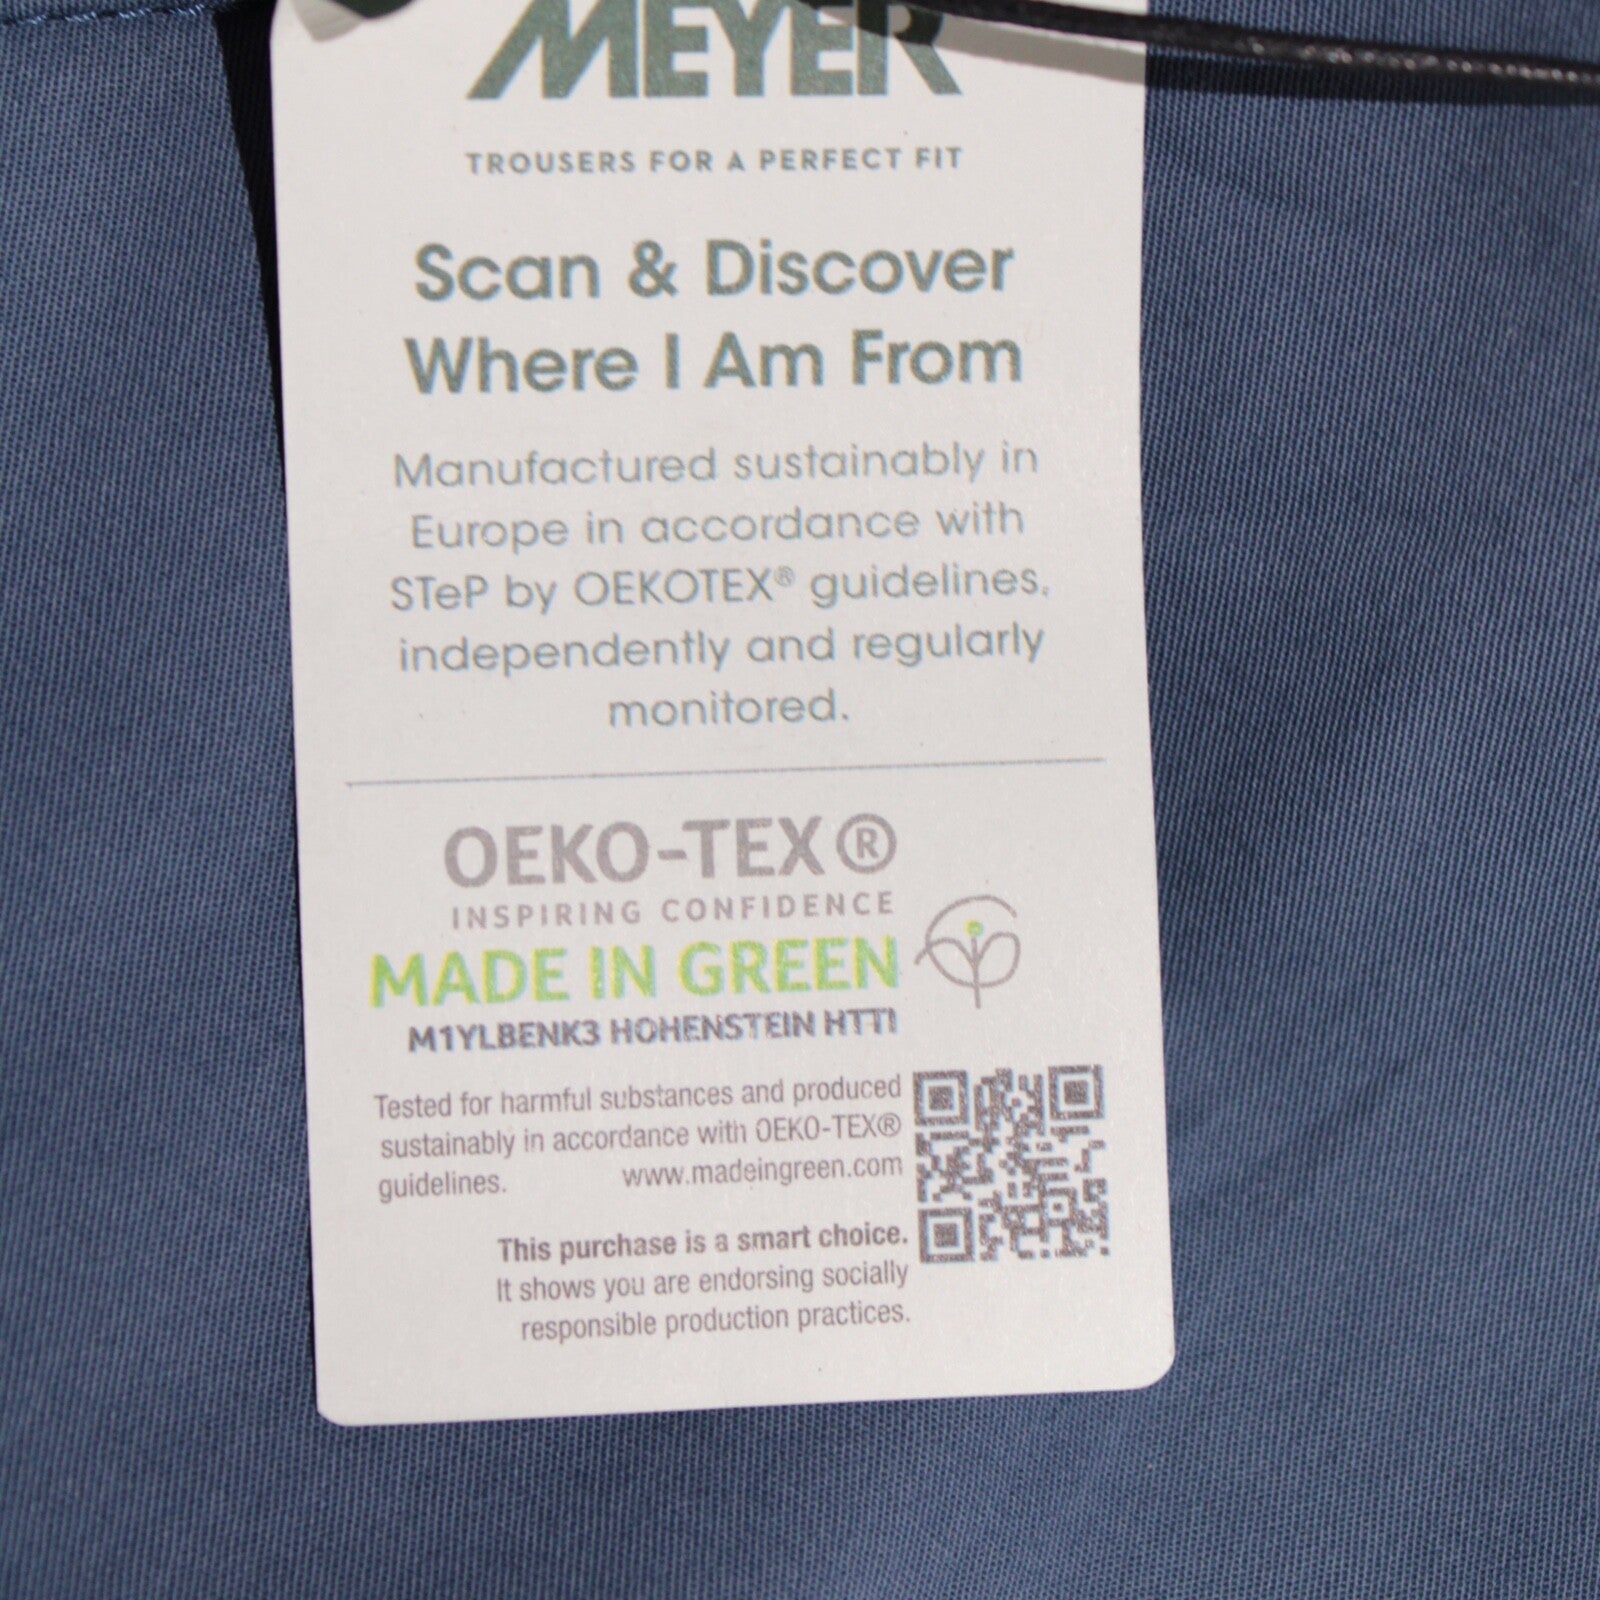 MEYER
TROUSERS FOR A PERFECT FIT
Scan & Discover
Where I Am From
Manufactured sustainably in
Europe in accordance with
STeP by OEKOTEX® guidelines,
independently and regularly
monitored.
OEKO-TEX®
INSPIRING CONFIDENCE
MADE IN GREEN
M1YLBENK3 HOHENSTEIN HTTI
Tested for harmful substances and produced
sustainably in accordance with OEKO-TEX®
guidelines. www.madeingreen.com
This purchase is a smart choice.
It shows you are endorsing socially
responsible production practices.